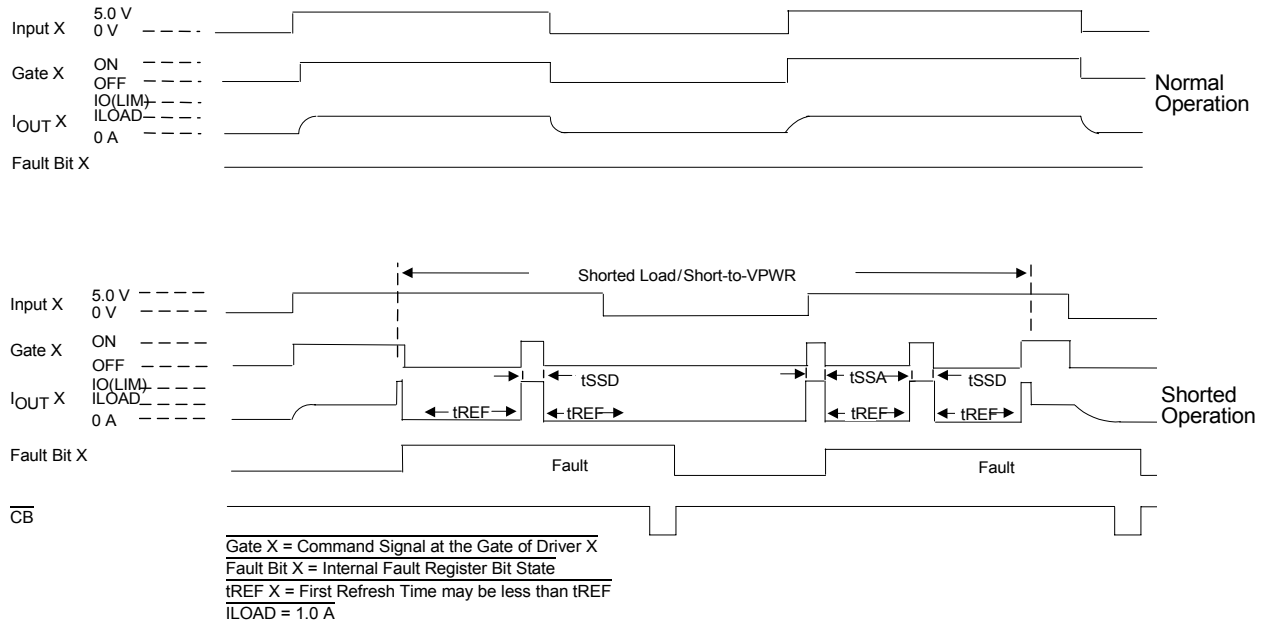 Input X 5.0 V
0 V
Gate X ON
OFF
IO(LIM)
IOUT X ILOAD
0 A
Fault Bit X
Normal
Operation
Shorted Load/Short-to-VPWR
Input X 5.0 V
0 V
Gate X ON
OFF
IO(LIM)
IOUT X ILOAD
0 A
tSSD tSSA tSSD
tREF tREF tREF tREF
Shorted
Operation
Fault Bit X Fault Fault
CB
Gate X = Command Signal at the Gate of Driver X
Fault Bit X = Internal Fault Register Bit State
tREF X = First Refresh Time may be less than tREF
ILOAD = 1.0 A